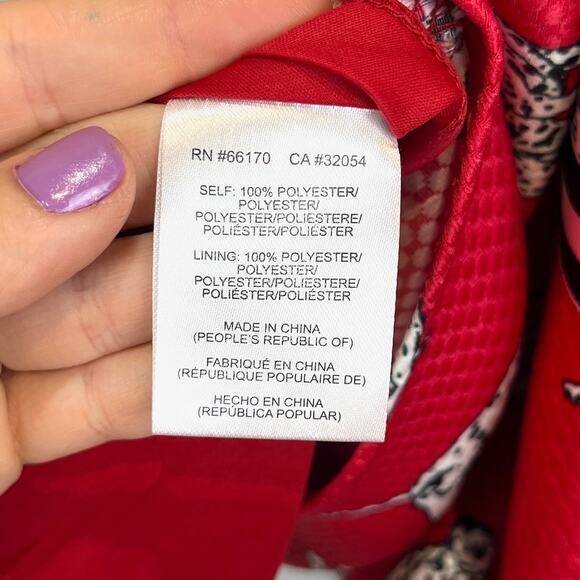 RN #66170 CA #32054
SELF: 100% POLYESTER/
POLYESTER/
POLYESTER/POLIESTERE/
POLIÉSTER/POLIÉSTER
LINING: 100% POLYESTER/
POLYESTER/
POLYESTER/POLIESTERE/
POLIÉSTER/POLIÉSTER
MADE IN CHINA
(PEOPLE'S REPUBLIC OF)
FABRIQUÉ EN CHINA
(RÉPUBLIQUE POPULAIRE DE)
HECHO EN CHINA
(REPÚBLICA POPULAR)